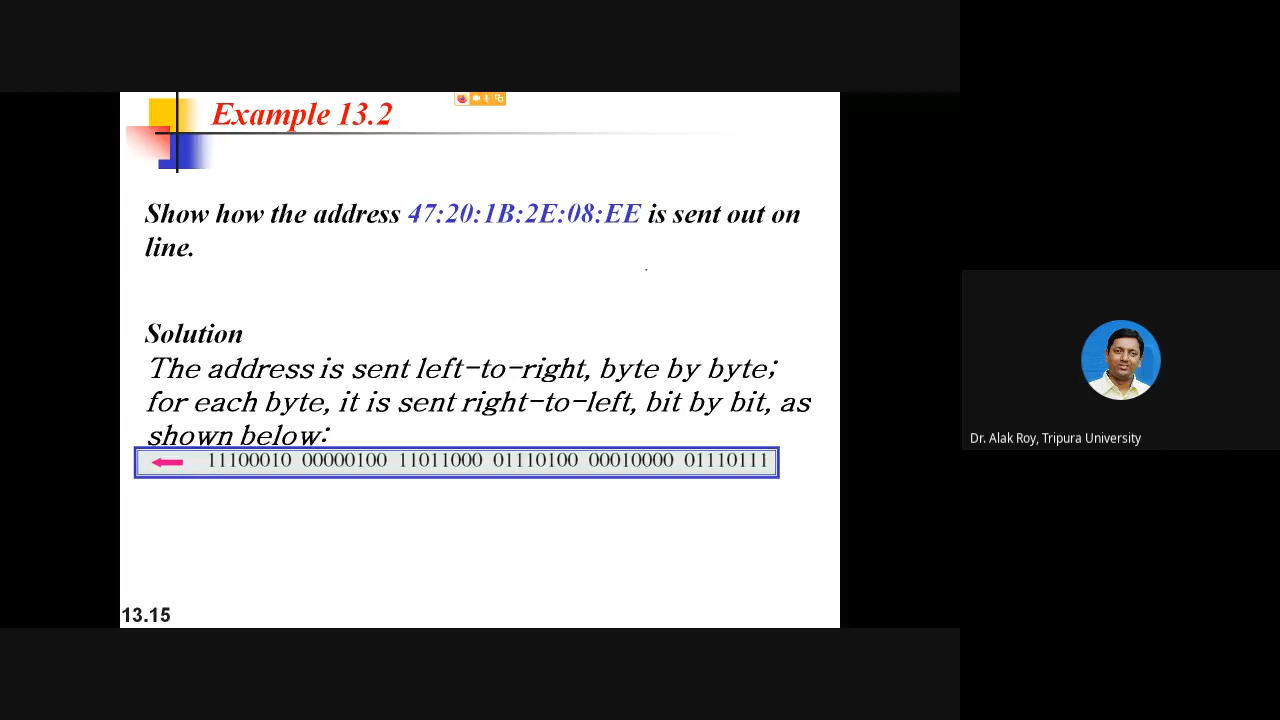 Example 13.2
Show how the address 47:20:1B:2E:08:EE is sent out on
line.
Solution
The address is sent left-to-right, byte by byte;
for each byte, it is sent right-to-left, bit by bit, as
shown below:
11100010 00000100 11011000 01110100 00010000 01110111
13.15
Dr. Alak Roy, Tripura University